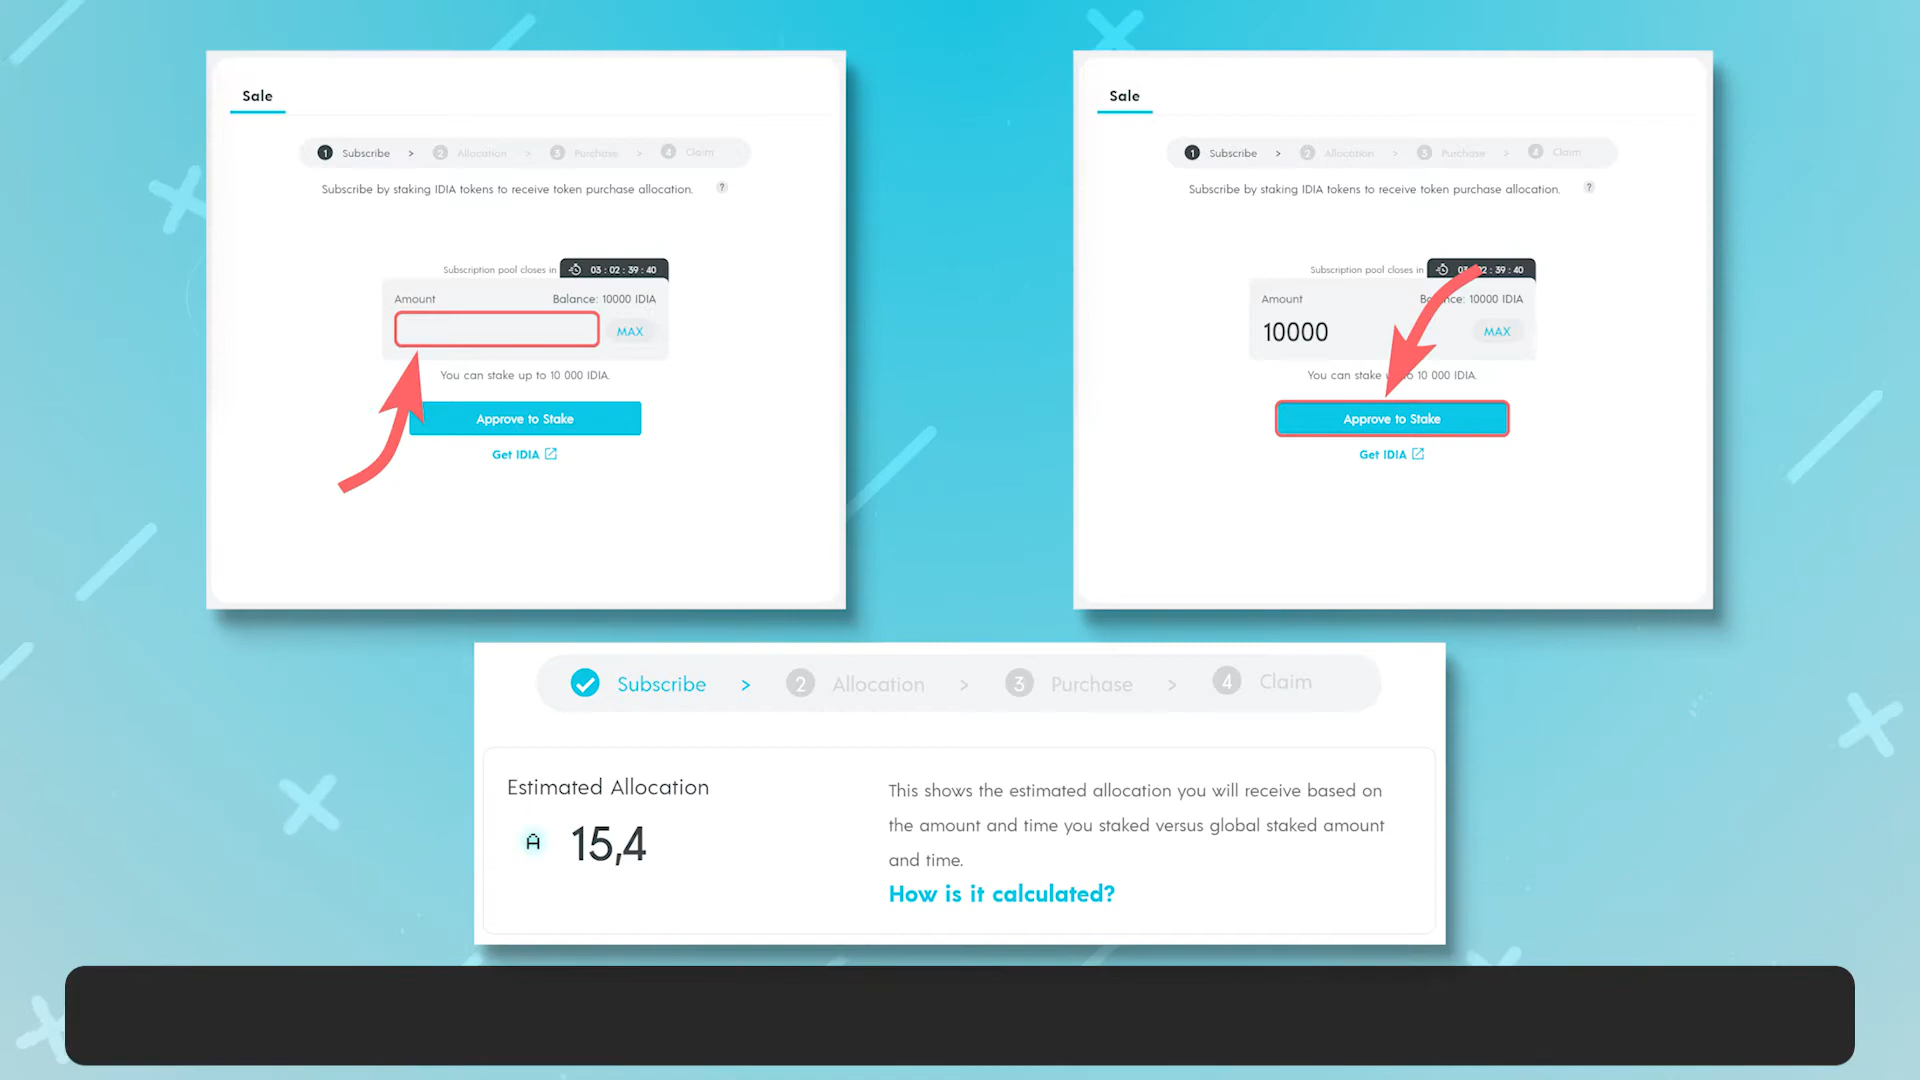 Sale
1 Subscribe > 2 Allocation > 3 Purchase > 4 Claim
Subscribe by staking IDIA tokens to receive token purchase allocation. ?
Subscription pool closes in 03 : 02 : 39 : 40
Amount Balance: 10000 IDIA
MAX
You can stake up to 10 000 IDIA.
Approve to Stake
Get IDIA
Sale
1 Subscribe > 2 Allocation > 3 Purchase > 4 Claim
Subscribe by staking IDIA tokens to receive token purchase allocation. ?
Subscription pool closes in 2 : 39 : 40
Amount 10000 IDIA
10000 MAX
You can stake to 10 000 IDIA.
Approve to Stake
Get IDIA
Subscribe > 2 Allocation > 3 Purchase > 4 Claim
Estimated Allocation
15,4
This shows the estimated allocation you will receive based on
the amount and time you staked versus global staked amount
and time.
How is it calculated?